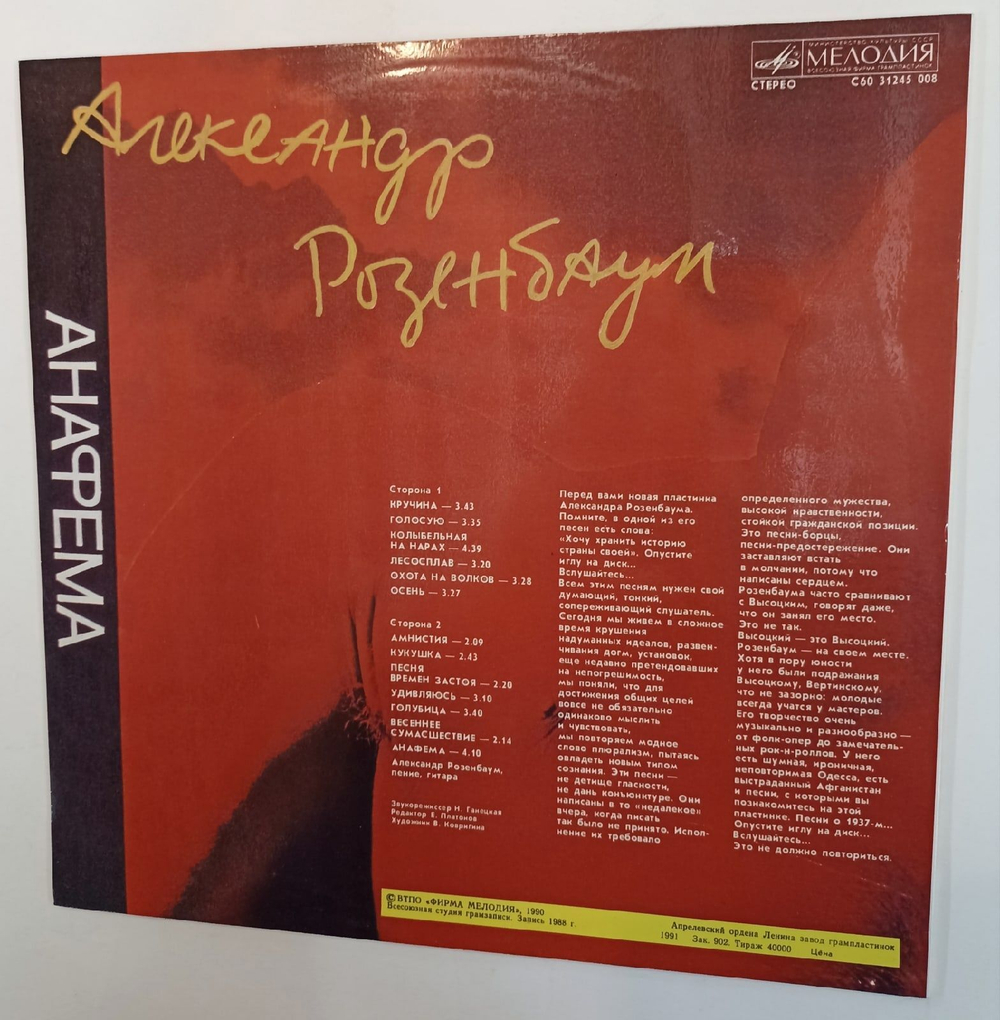 Александр
Розенбаум
МИНИСТЕРСТВО КУЛЬТУРЫ СССР
МЕЛОДИЯ
ВСЕСОЮЗНАЯ ФИРМА ГРАМПЛАСТИНОК
СТЕРЕО С60 31245 008
АНАФЕМА
Сторона 1
КРУЧИНА — 3.43
ГОЛОСУЮ — 3.35
КОЛЫБЕЛЬНАЯ
НА НАРАХ — 4.39
ЛЕСОСПЛАВ — 3.20
ОХОТА НА ВОЛКОВ — 3.28
ОСЕНЬ — 3.27
Сторона 2
АМНИСТИЯ — 2.09
КУКУШКА — 2.43
ПЕСНЯ
ВРЕМЕН ЗАСТОЯ — 2.20
УДИВЛЯЮСЬ — 3.10
ГОЛУБИЦА — 3.40
ВЕСЕННЕЕ
СУМАСШЕСТВИЕ — 2.14
АНАФЕМА — 4.10
Александр Розенбаум,
пение, гитара
Звукорежиссер Н. Ганецкая
Редактор Е. Платонов
Художник В. Ковригина
Перед вами новая пластинка
Александра Розенбаума.
Помните, в одной из его
песен есть слова:
«Хочу хранить историю
страны своей». Опустите
иглу на диск...
Вслушайтесь...
Всем этим песням нужен свой
думающий, тонкий,
сопереживающий слушатель.
Сегодня мы живем в сложное
время крушения
надуманных идеалов, развен-
чивания догм, установок,
еще недавно претендовавших
на непогрешимость,
мы поняли, что для
достижения общих целей
вовсе не обязательно
одинаково мыслить
и чувствовать,
мы повторяем модное
слово плюрализм, пытаясь
овладеть новым типом
сознания. Эти песни —
не детище гласности,
не дань конъюнктуре. Они
написаны в то «недалекое»
вчера, когда писать
так было не принято. Испол-
нение их требовало
определенного мужества,
высокой нравственности,
стойкой гражданской позиции.
Это песни-борцы,
песни-предостережение. Они
заставляют встать
в молчании, потому что
написаны сердцем.
Розенбаума часто сравнивают
с Высоцким, говорят даже,
что он занял его место.
Это не так.
Высоцкий — это Высоцкий.
Розенбаум — на своем месте.
Хотя в пору юности
у него были подражания
Высоцкому, Вертинскому,
что не зазорно: молодые
всегда учатся у мастеров.
Его творчество очень
музыкально и разнообразно —
от фолк-опер до замечатель-
ных рок-н-роллов. У него
есть шумная, ироничная,
неповторимая Одесса, есть
выстраданный Афганистан
и песни, с которыми вы
познакомитесь на этой
пластинке. Песни о 1937-м...
Опустите иглу на диск...
Вслушайтесь...
Это не должно повториться.
© ВТПО «ФИРМА МЕЛОДИЯ», 1990
Всесоюзная студия грамзаписи. Запись 1988 г.
Апрелевский ордена Ленина завод грампластинок
1991 Зак. 902. Тираж 40000 Цена